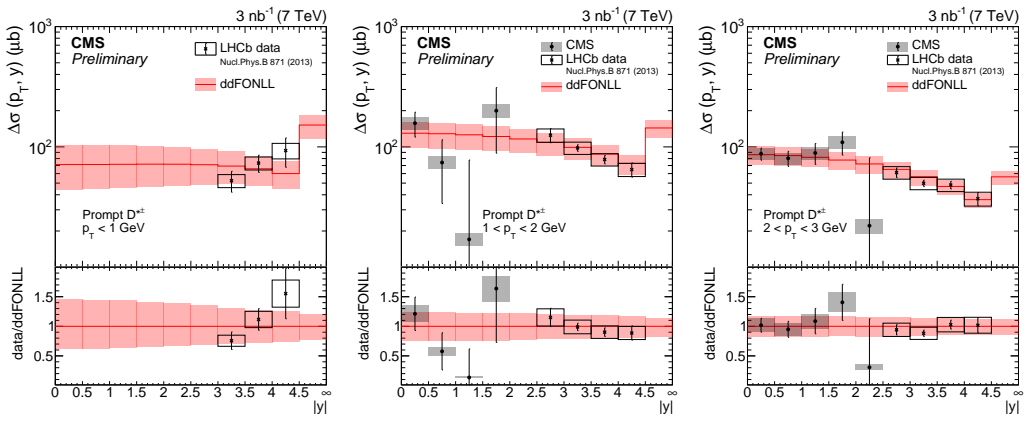 3 nb⁻¹ (7 TeV)
Δσ (p_T, y) (μb)
10³
10²
CMS
Preliminary
LHCb data
Nucl.Phys.B 871 (2013)
ddFONLL
Prompt D*±
p_T < 1 GeV
data/ddFONLL
1.5
1
0.5
0 0.5 1 1.5 2 2.5 3 3.5 4 4.5 ∞
|y|
3 nb⁻¹ (7 TeV)
Δσ (p_T, y) (μb)
10³
10²
CMS
Preliminary
CMS
LHCb data
Nucl.Phys.B 871 (2013)
ddFONLL
Prompt D*±
1 < p_T < 2 GeV
data/ddFONLL
1.5
1
0.5
0 0.5 1 1.5 2 2.5 3 3.5 4 4.5 ∞
|y|
3 nb⁻¹ (7 TeV)
Δσ (p_T, y) (μb)
10³
10²
CMS
Preliminary
CMS
LHCb data
Nucl.Phys.B 871 (2013)
ddFONLL
Prompt D*±
2 < p_T < 3 GeV
data/ddFONLL
1.5
1
0.5
0 0.5 1 1.5 2 2.5 3 3.5 4 4.5 ∞
|y|